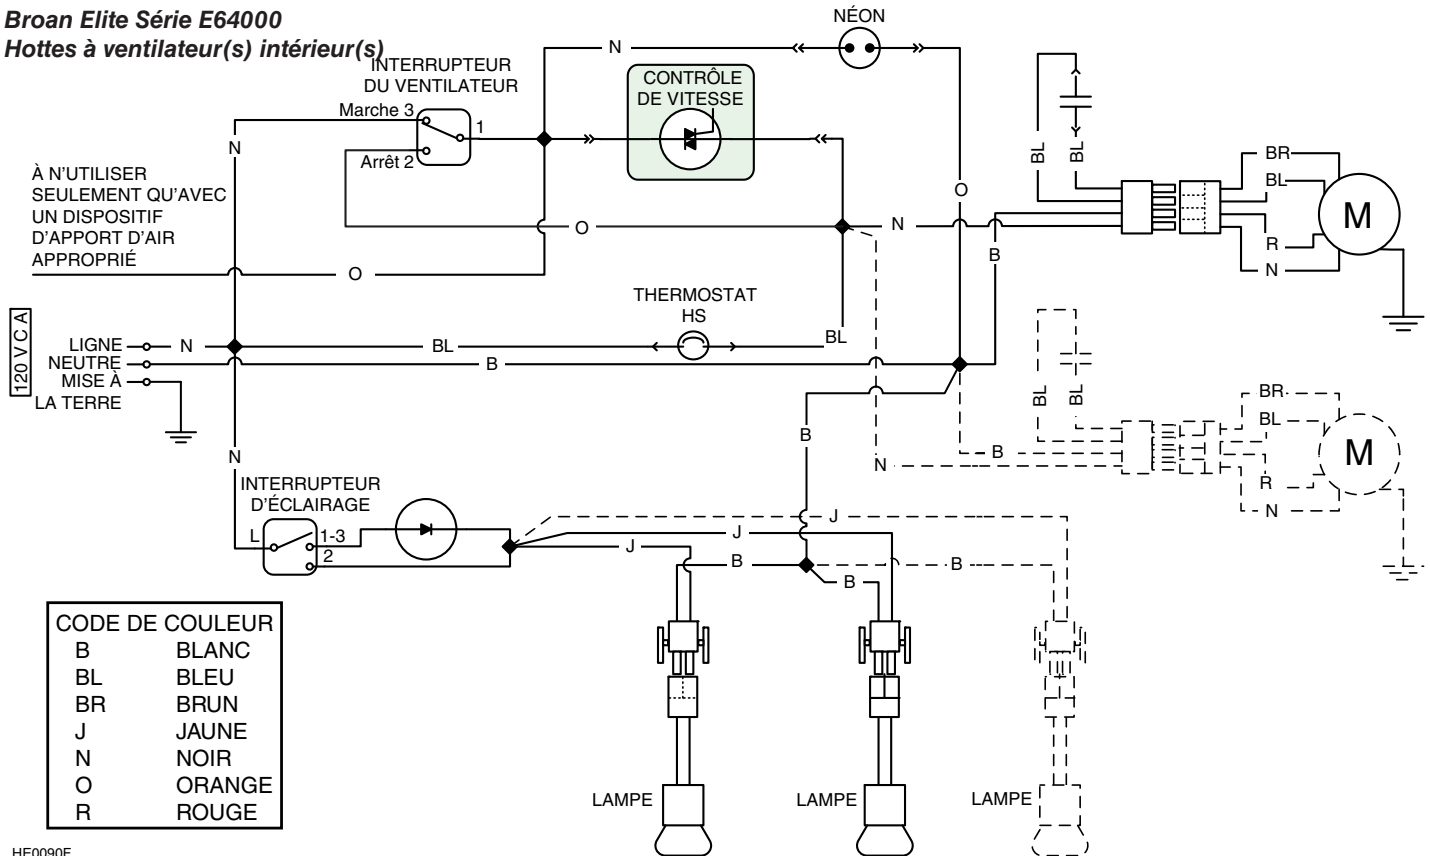 Broan Elite Série E64000
Hottes à ventilateur(s) intérieur(s)
NÉON
INTERRUPTEUR
DU VENTILATEUR
Marche 3
1
Arrêt 2
N
CONTRÔLE
DE VITESSE
N
À N'UTILISER
SEULEMENT QU'AVEC
UN DISPOSITIF
D'APPORT D'AIR
APPROPRIÉ
O
O
N
O
B
BL
BL
BR
BL
R
N
M
THERMOSTAT
HS
120 V C A
LIGNE
N
BL
BL
NEUTRE
B
MISE À
LA TERRE
N
B
N
B
BL
BL
BR
BL
R
N
M
INTERRUPTEUR
D'ÉCLAIRAGE
L
1-3
2
J
J
J
B
B
B
LAMPE
LAMPE
LAMPE
CODE DE COULEUR
B BLANC
BL BLEU
BR BRUN
J JAUNE
N NOIR
O ORANGE
R ROUGE
HE0090F